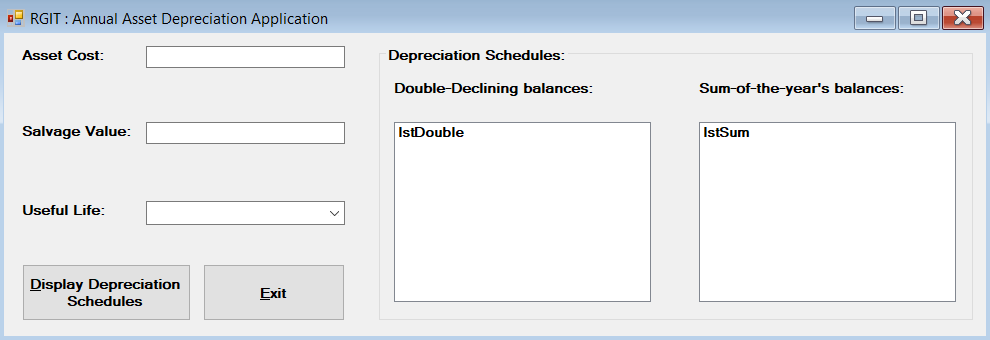 RGIT : Annual Asset Depreciation Application
Asset Cost:
Salvage Value:
Useful Life:
Display Depreciation
Schedules
Exit
Depreciation Schedules:
Double-Declining balances:
lstDouble
Sum-of-the-year's balances:
lstSum